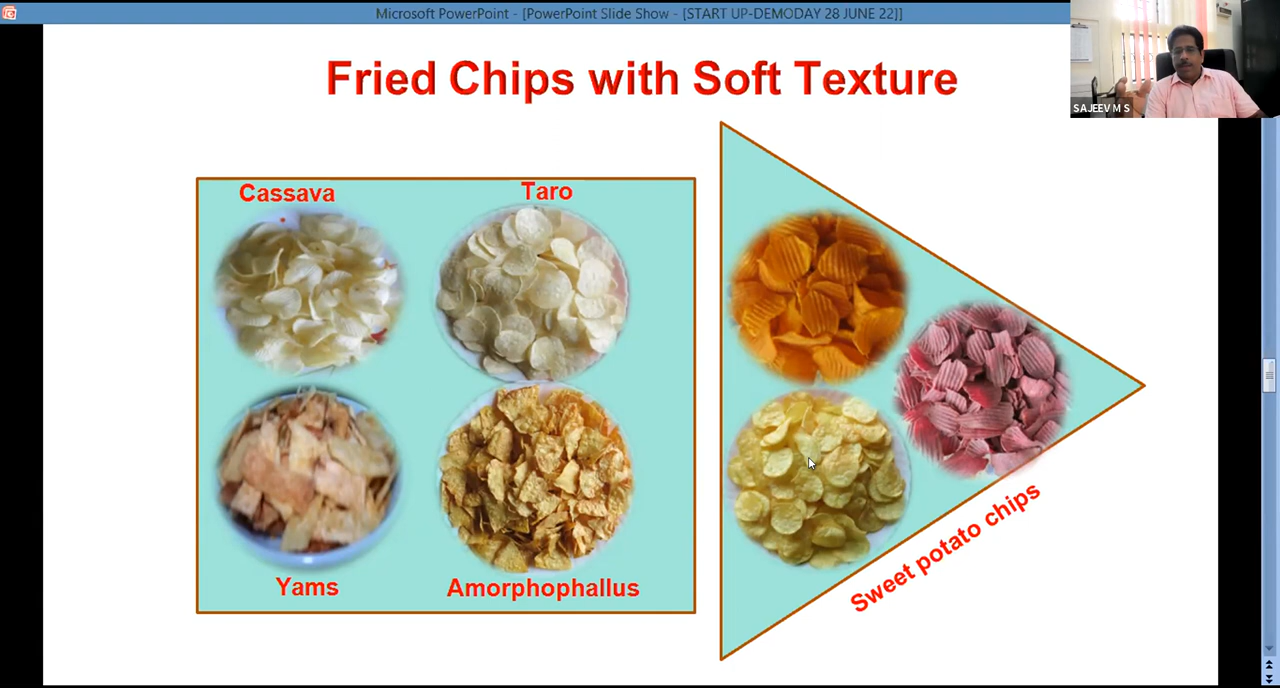 Microsoft PowerPoint - [PowerPoint Slide Show - [START UP-DEMODAY 28 JUNE 22]]
SAJEEV M S
Fried Chips with Soft Texture
Cassava
Taro
Yams
Amorphophallus
Sweet potato chips